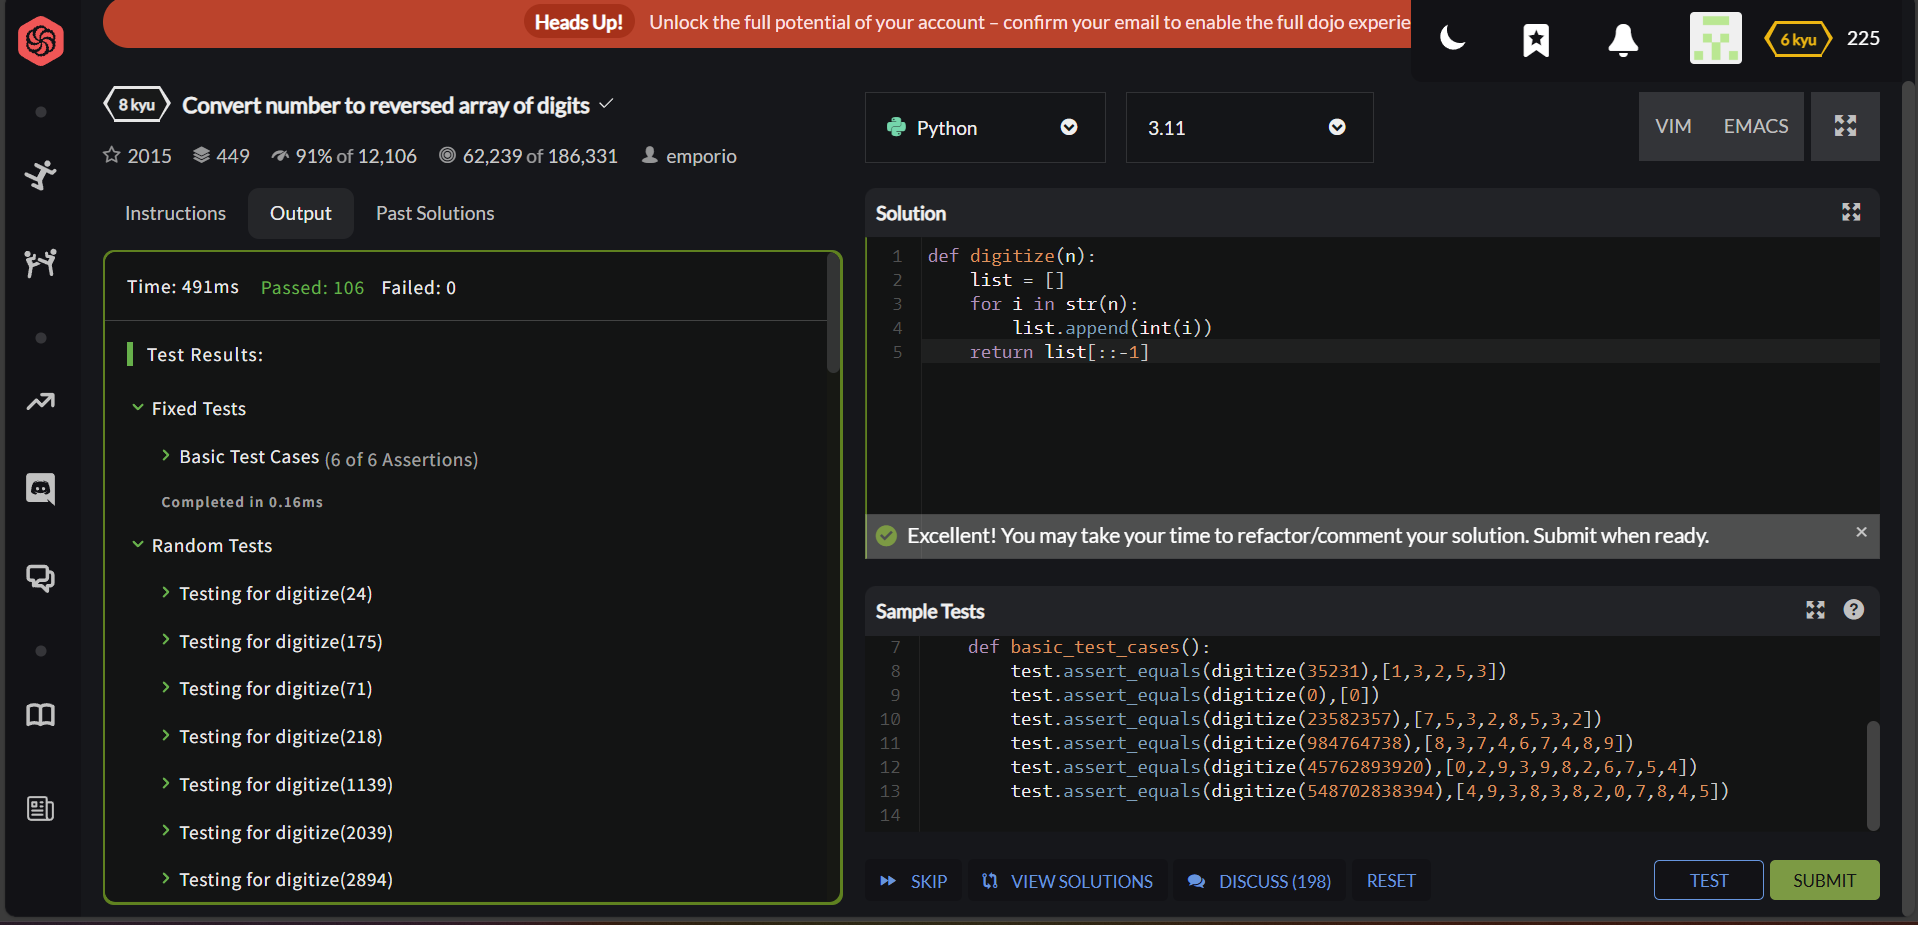 Heads Up! Unlock the full potential of your account – confirm your email to enable the full dojo experie
6 kyu 225
8 kyu Convert number to reversed array of digits
2015 449 91% of 12,106 62,239 of 186,331 emporio
Instructions Output Past Solutions
Time: 491ms Passed: 106 Failed: 0
Test Results:
Fixed Tests
Basic Test Cases (6 of 6 Assertions)
Completed in 0.16ms
Random Tests
Testing for digitize(24)
Testing for digitize(175)
Testing for digitize(71)
Testing for digitize(218)
Testing for digitize(1139)
Testing for digitize(2039)
Testing for digitize(2894)
Python 3.11 VIM EMACS
Solution
1 def digitize(n):
2 list = []
3 for i in str(n):
4 list.append(int(i))
5 return list[::-1]
Excellent! You may take your time to refactor/comment your solution. Submit when ready.
Sample Tests
7 def basic_test_cases():
8 test.assert_equals(digitize(35231),[1,3,2,5,3])
9 test.assert_equals(digitize(0),[0])
10 test.assert_equals(digitize(23582357),[7,5,3,2,8,5,3,2])
11 test.assert_equals(digitize(984764738),[8,3,7,4,6,7,4,8,9])
12 test.assert_equals(digitize(45762893920),[0,2,9,3,9,8,2,6,7,5,4])
13 test.assert_equals(digitize(548702838394),[4,9,3,8,3,8,2,0,7,8,4,5])
14
SKIP VIEW SOLUTIONS DISCUSS (198) RESET TEST SUBMIT